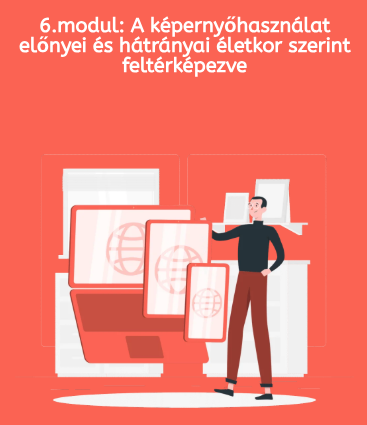 6.modul: A képernyőhasználat
előnyei és hátrányai életkor szerint
feltérképezve